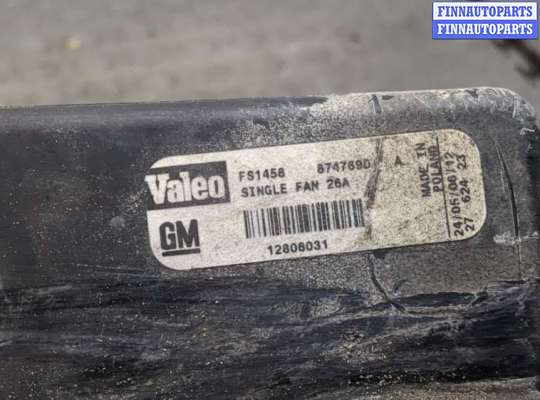 FINNAUTOPARTS
FINNAUTOPARTS
Valeo
FS1458 874769D A
SINGLE FAN 26A
GM
12806031
MADE IN
POLAND
24/05/06/12
27 624 23